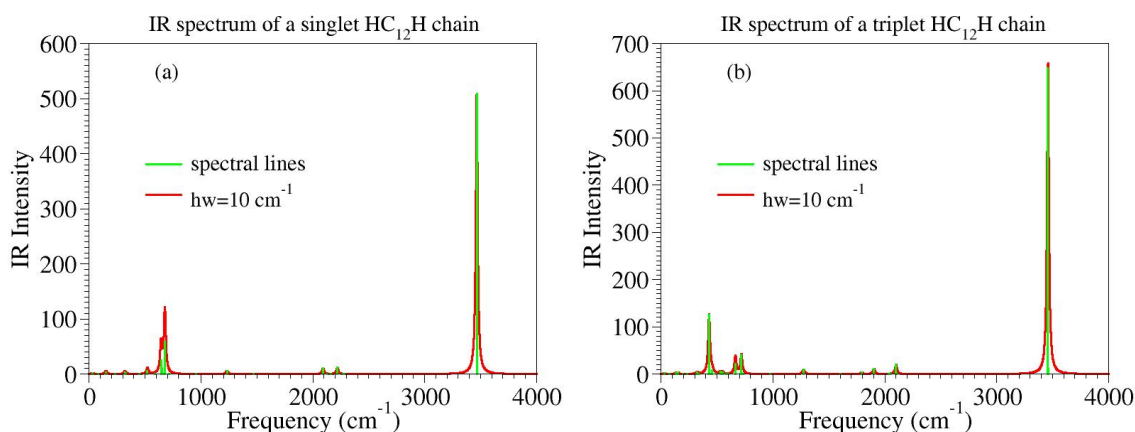 IR spectrum of a singlet HC12H chain
600
500
400
300
200
100
0
IR Intensity
(a)
spectral lines
hw=10 cm-1
0 1000 2000 3000 4000
Frequency (cm-1)
IR spectrum of a triplet HC12H chain
700
600
500
400
300
200
100
0
IR Intensity
(b)
spectral lines
hw=10 cm-1
0 1000 2000 3000 4000
Frequency (cm-1)